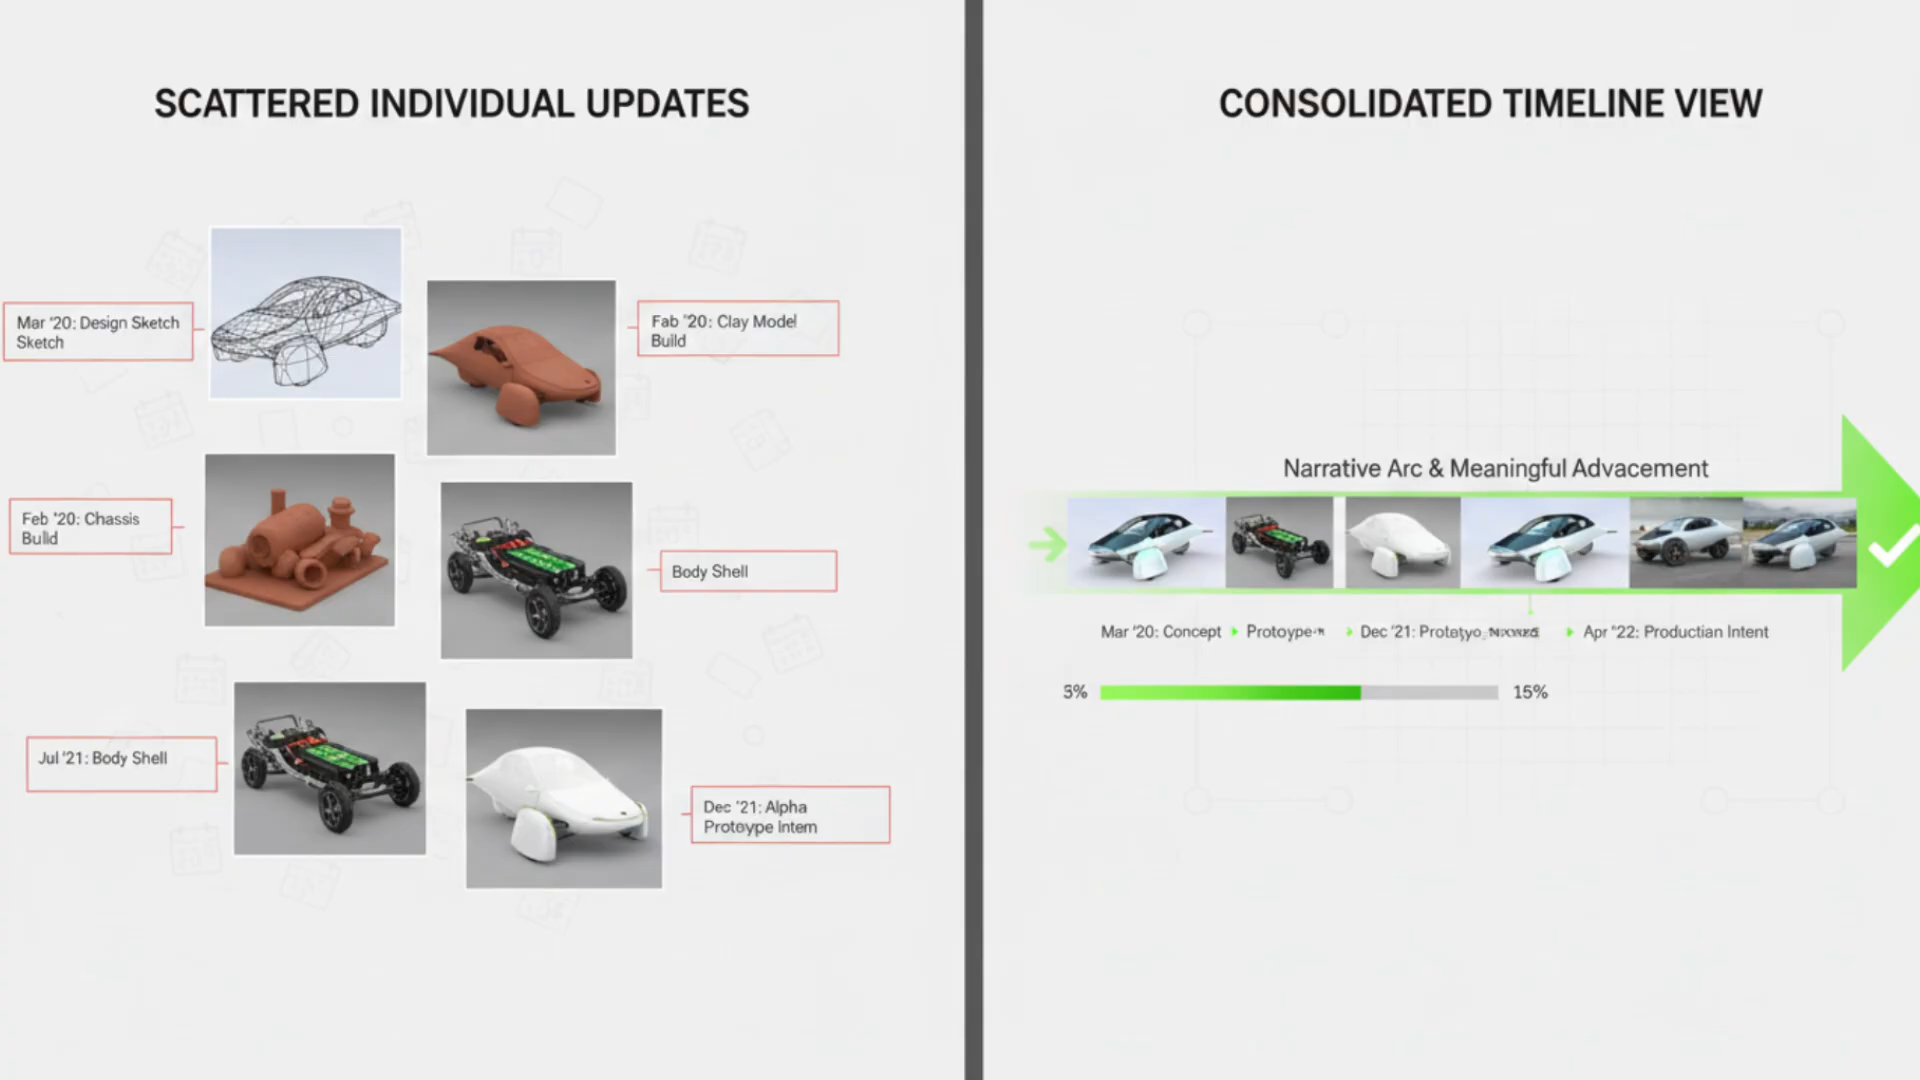 SCATTERED INDIVIDUAL UPDATES
Mar '20: Design Sketch
Sketch
Fab '20: Clay Model
Build
Feb '20: Chassis
Build
Body Shell
Jul '21: Body Shell
Dec '21: Alpha
Protoype Intem
CONSOLIDATED TIMELINE VIEW
Narrative Arc & Meaningful Advacement
Mar '20: Concept
Dec '21:
Apr '22: Productian Intent
3%
15%